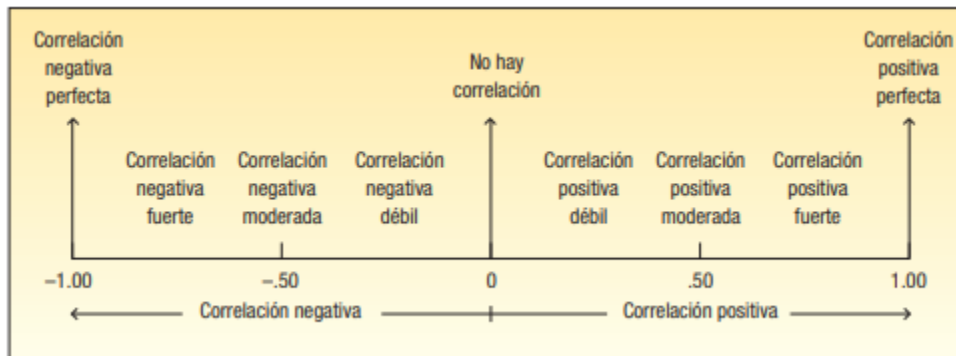 Correlación
negativa
perfecta
No hay
correlación
Correlación
positiva
perfecta
Correlación
negativa
fuerte
Correlación
negativa
moderada
Correlación
negativa
débil
Correlación
positiva
débil
Correlación
positiva
moderada
Correlación
positiva
fuerte
–1.00
–.50
0
.50
1.00
Correlación negativa
Correlación positiva